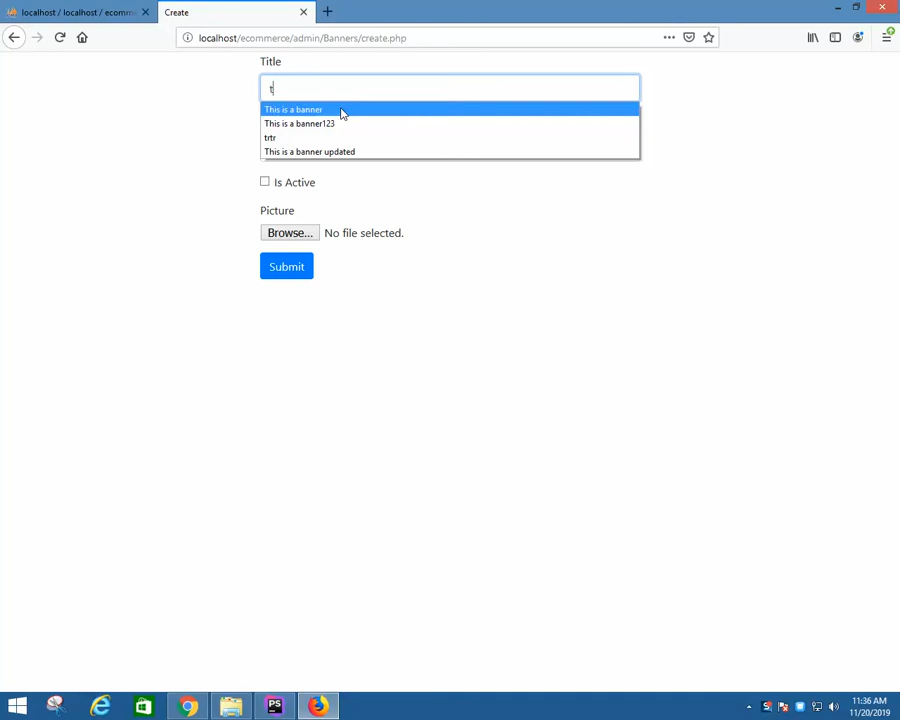 localhost / localhost / ecomm
Create
localhost/ecommerce/admin/Banners/create.php
Title
t
This is a banner
This is a banner123
trtr
This is a banner updated
Is Active
Picture
Browse... No file selected.
Submit
PS
11:36 AM
11/20/2019